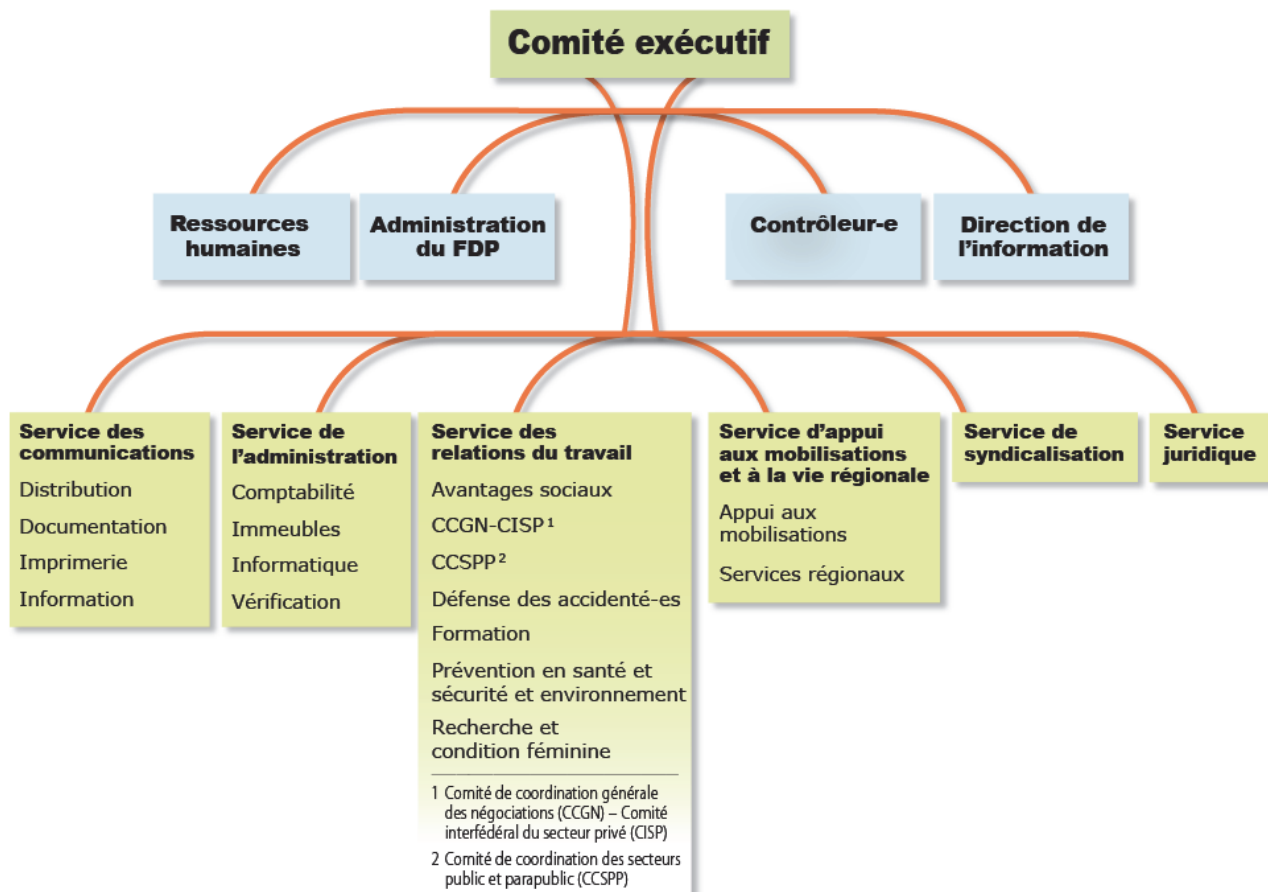 Comité exécutif
Ressources
humaines
Administration
du FDP
Contrôleur-e
Direction de
l'information
Service des
communications
Distribution
Documentation
Imprimerie
Information
Service de
l'administration
Comptabilité
Immeubles
Informatique
Vérification
Service des
relations du travail
Avantages sociaux
CCGN-CISP ¹
CCSPP ²
Défense des accidenté-es
Formation
Prévention en santé et
sécurité et environnement
Recherche et
condition féminine
1 Comité de coordination générale
des négociations (CCGN) – Comité
interfédéral du secteur privé (CISP)
2 Comité de coordination des secteurs
public et parapublic (CCSPP)
Service d'appui
aux mobilisations
et à la vie régionale
Appui aux
mobilisations
Services régionaux
Service de
syndicalisation
Service
juridique